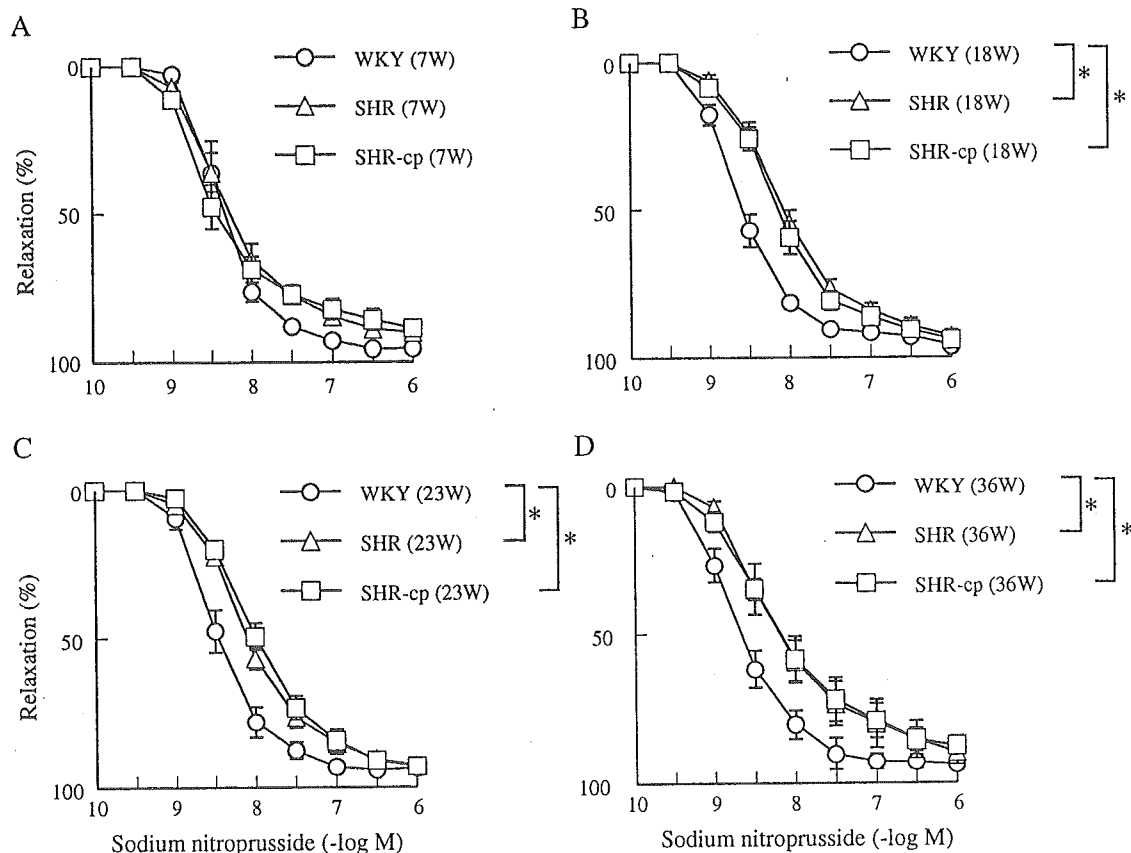 A
WKY (7W)
SHR (7W)
SHR-cp (7W)
Relaxation (%)
0
50
100
10 9 8 7 6
B
WKY (18W)
SHR (18W)
SHR-cp (18W)
*
*
0
50
100
10 9 8 7 6
C
WKY (23W)
SHR (23W)
SHR-cp (23W)
*
*
Relaxation (%)
0
50
100
10 9 8 7 6
Sodium nitroprusside (-log M)
D
WKY (36W)
SHR (36W)
SHR-cp (36W)
*
*
0
50
100
10 9 8 7 6
Sodium nitroprusside (-log M)